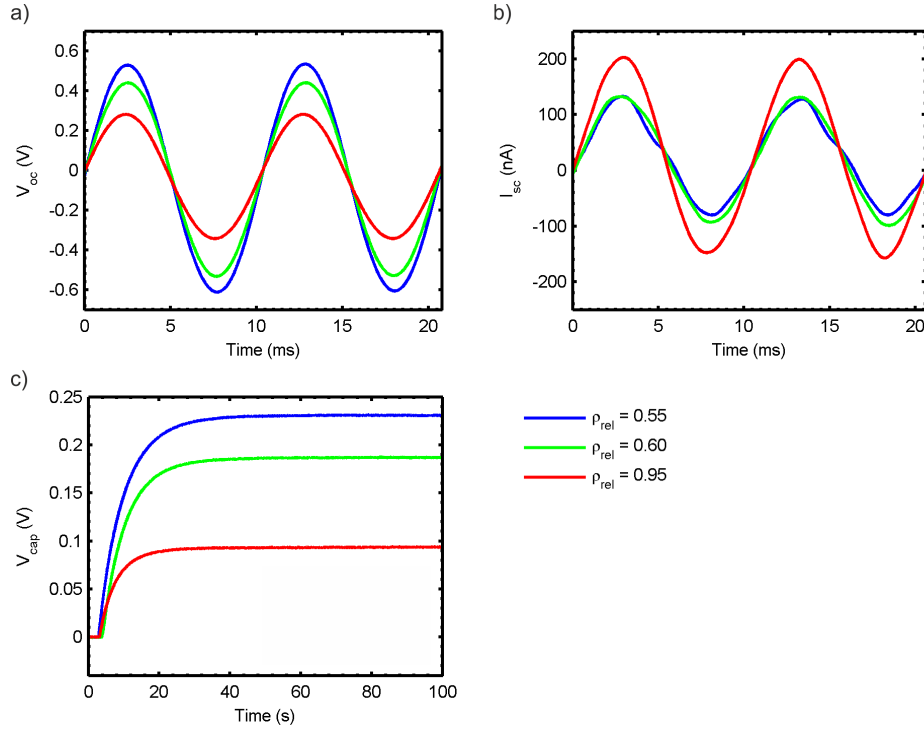 a)
0.6
0.4
0.2
0
-0.2
-0.4
-0.6
V_oc (V)
0 5 10 15 20
Time (ms)
b)
200
100
0
-100
-200
I_sc (nA)
0 5 10 15 20
Time (ms)
c)
0.25
0.2
0.15
0.1
0.05
0
V_cap (V)
0 20 40 60 80 100
Time (s)
ρ_rel = 0.55
ρ_rel = 0.60
ρ_rel = 0.95